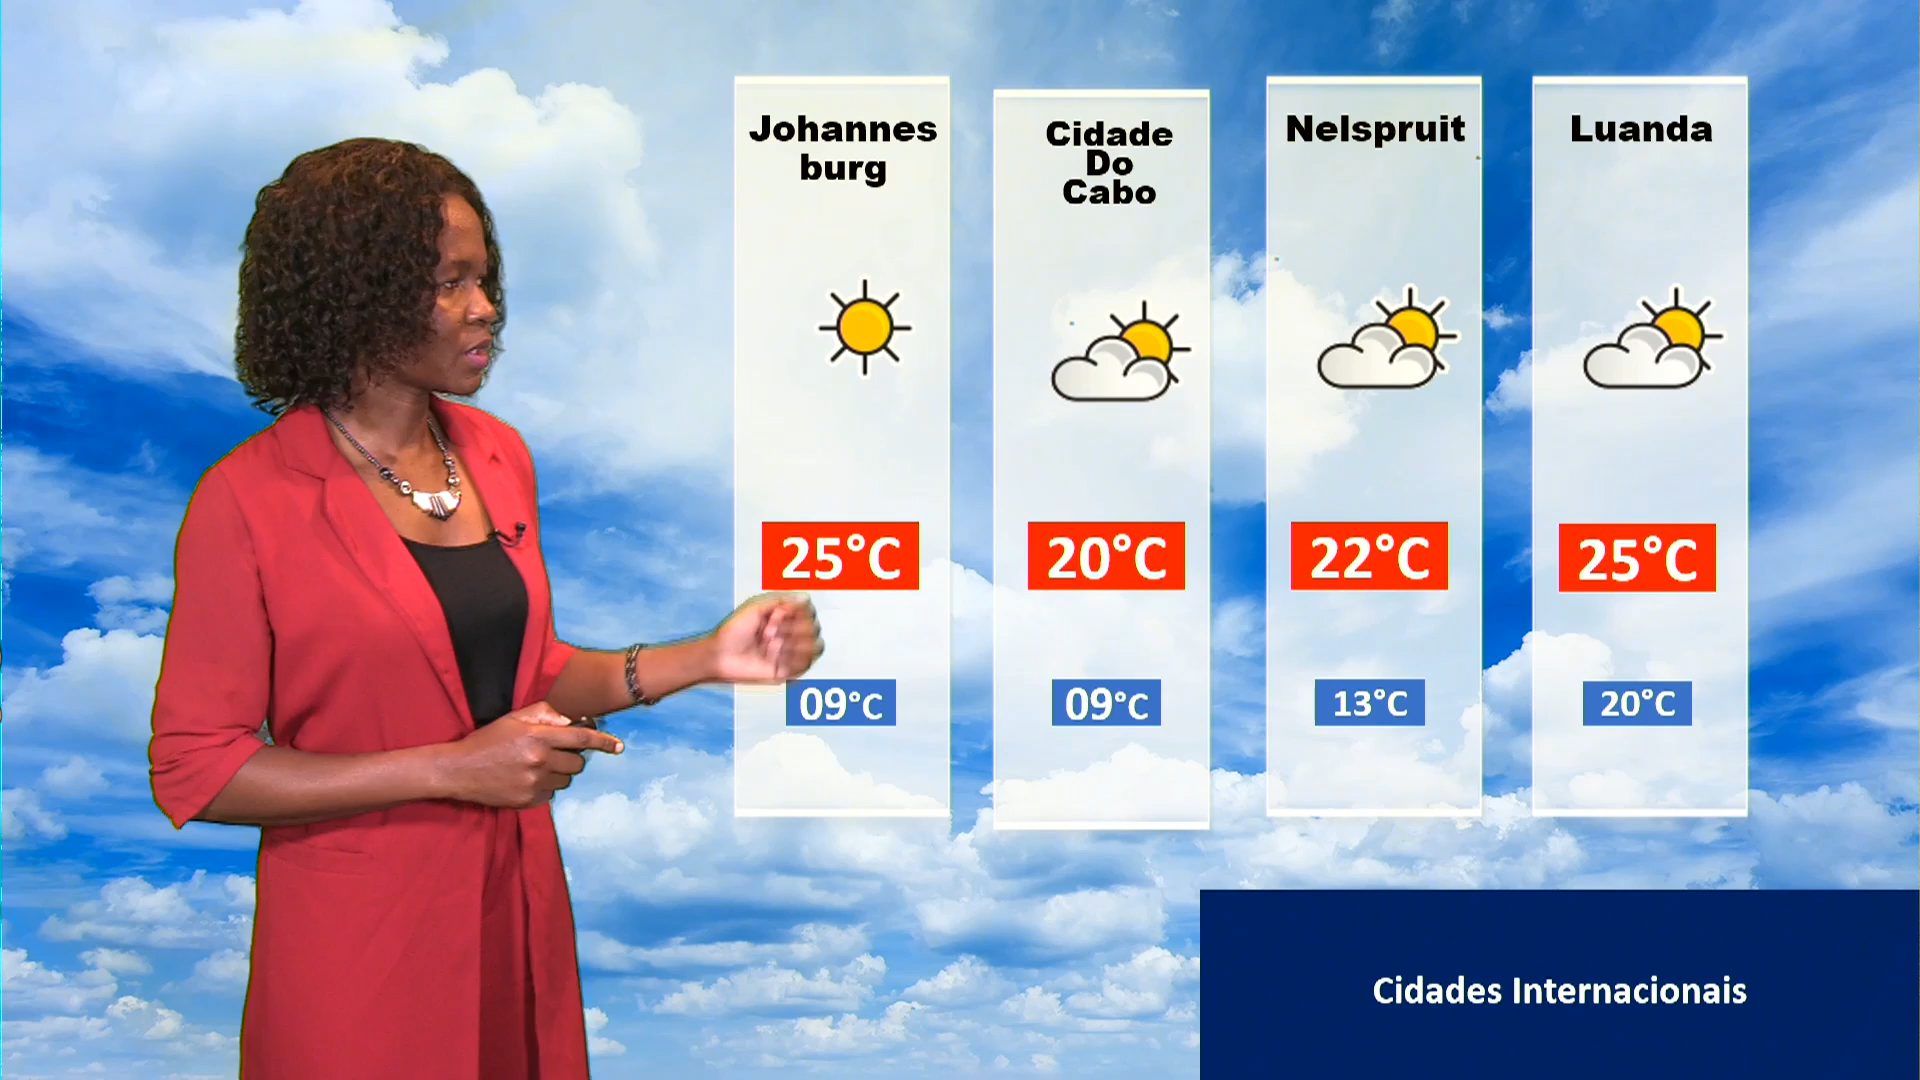 Johannes
burg
Cidade
Do
Cabo
Nelspruit
Luanda
25°C
20°C
22°C
25°C
09°C
09°C
13°C
20°C
Cidades Internacionais